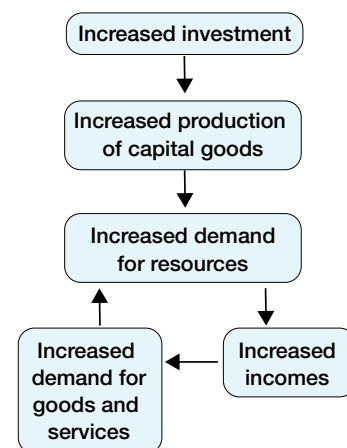 Increased investment
Increased production
of capital goods
Increased demand
for resources
Increased
incomes
Increased
demand for
goods and
services